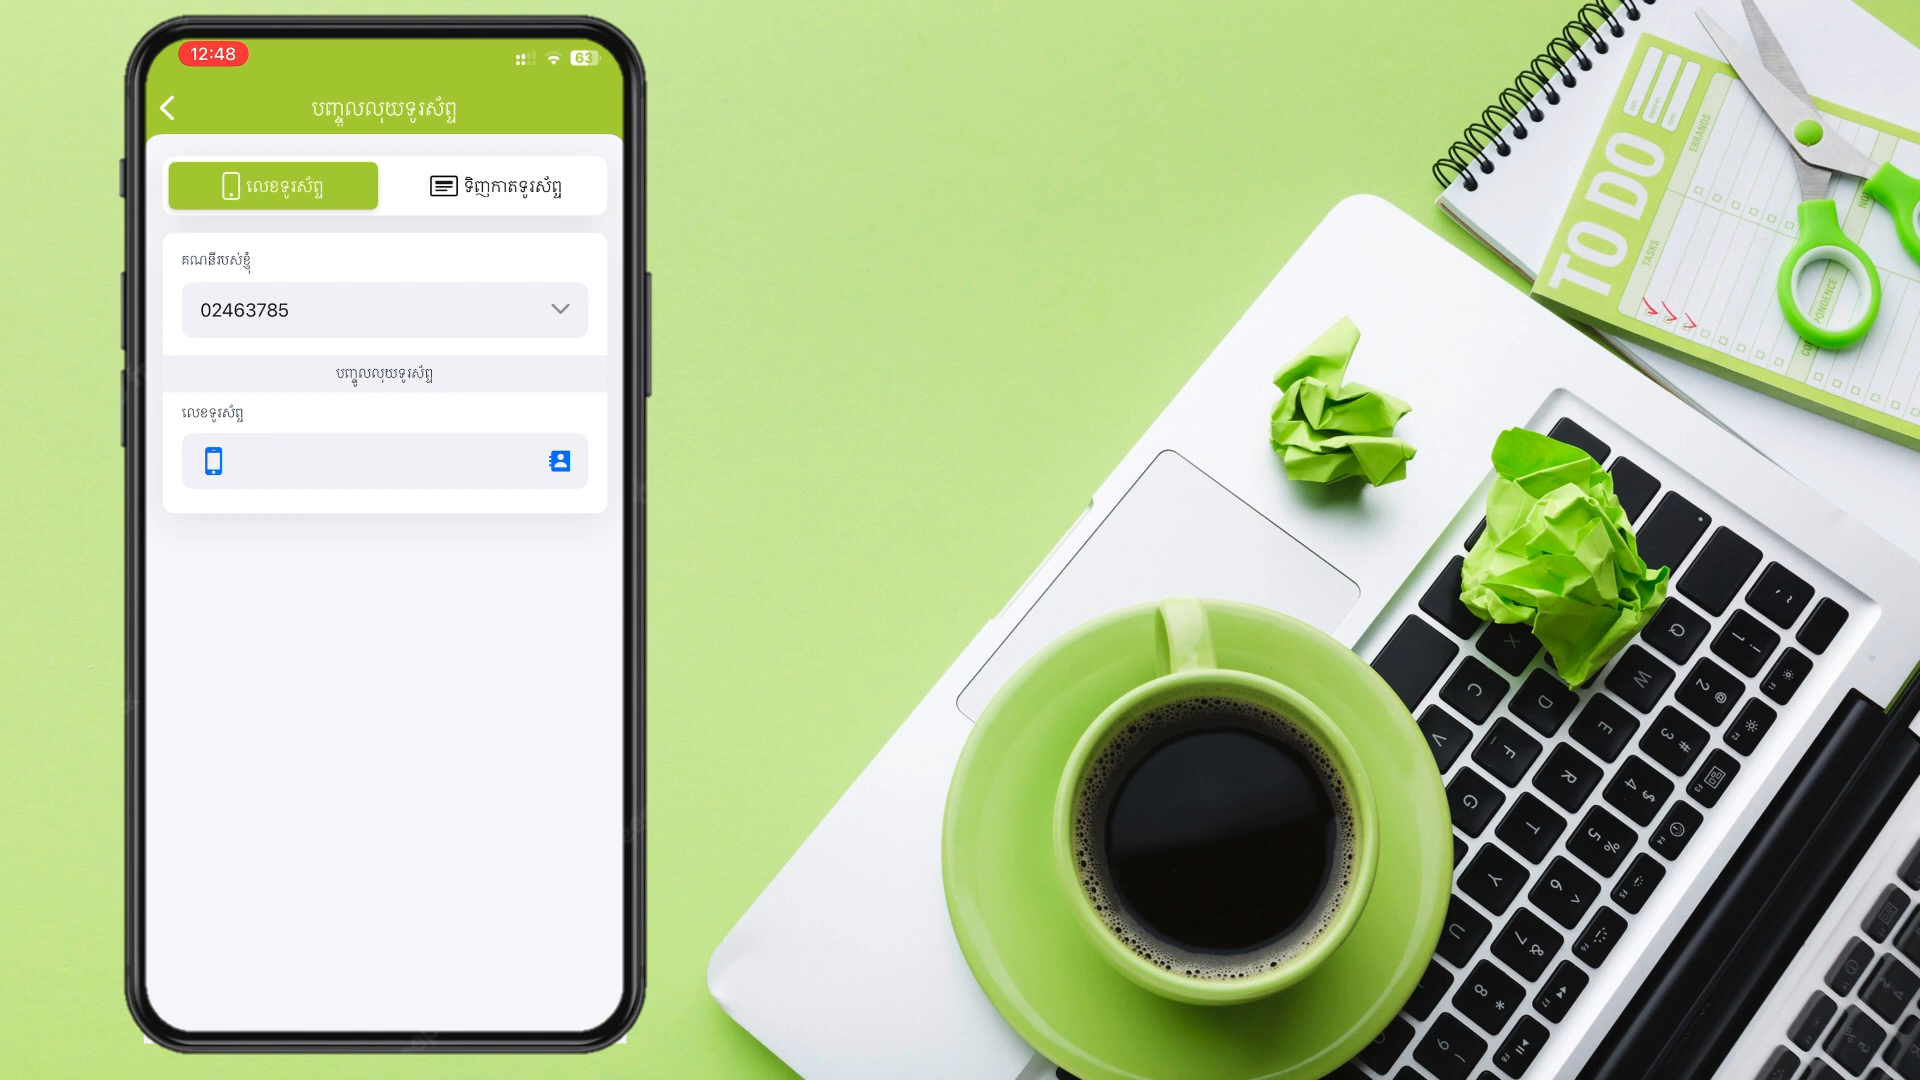 12:48
63
បញ្ចូលលុយទូរស័ព្ទ
លេខទូរស័ព្ទ
ទិញកាតទូរស័ព្ទ
គណនីរបស់ខ្ញុំ
02463785
បញ្ចូលលុយទូរស័ព្ទ
លេខទូរស័ព្ទ
TO DO
ERRANDS
TASKS